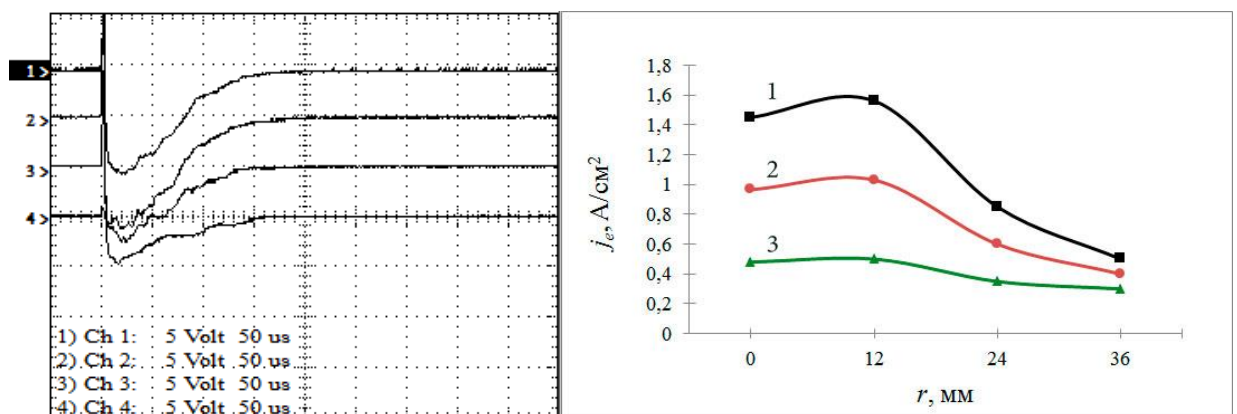 1>
2>
3>
4>
1) Ch 1: 5 Volt 50 us
2) Ch 2: 5 Volt 50 us
3) Ch 3: 5 Volt 50 us
4) Ch 4: 5 Volt 50 us
1,8
1,6
1,4
1,2
1
0,8
0,6
0,4
0,2
0
jₑ, А/см²
1
2
3
0 12 24 36
r, мм